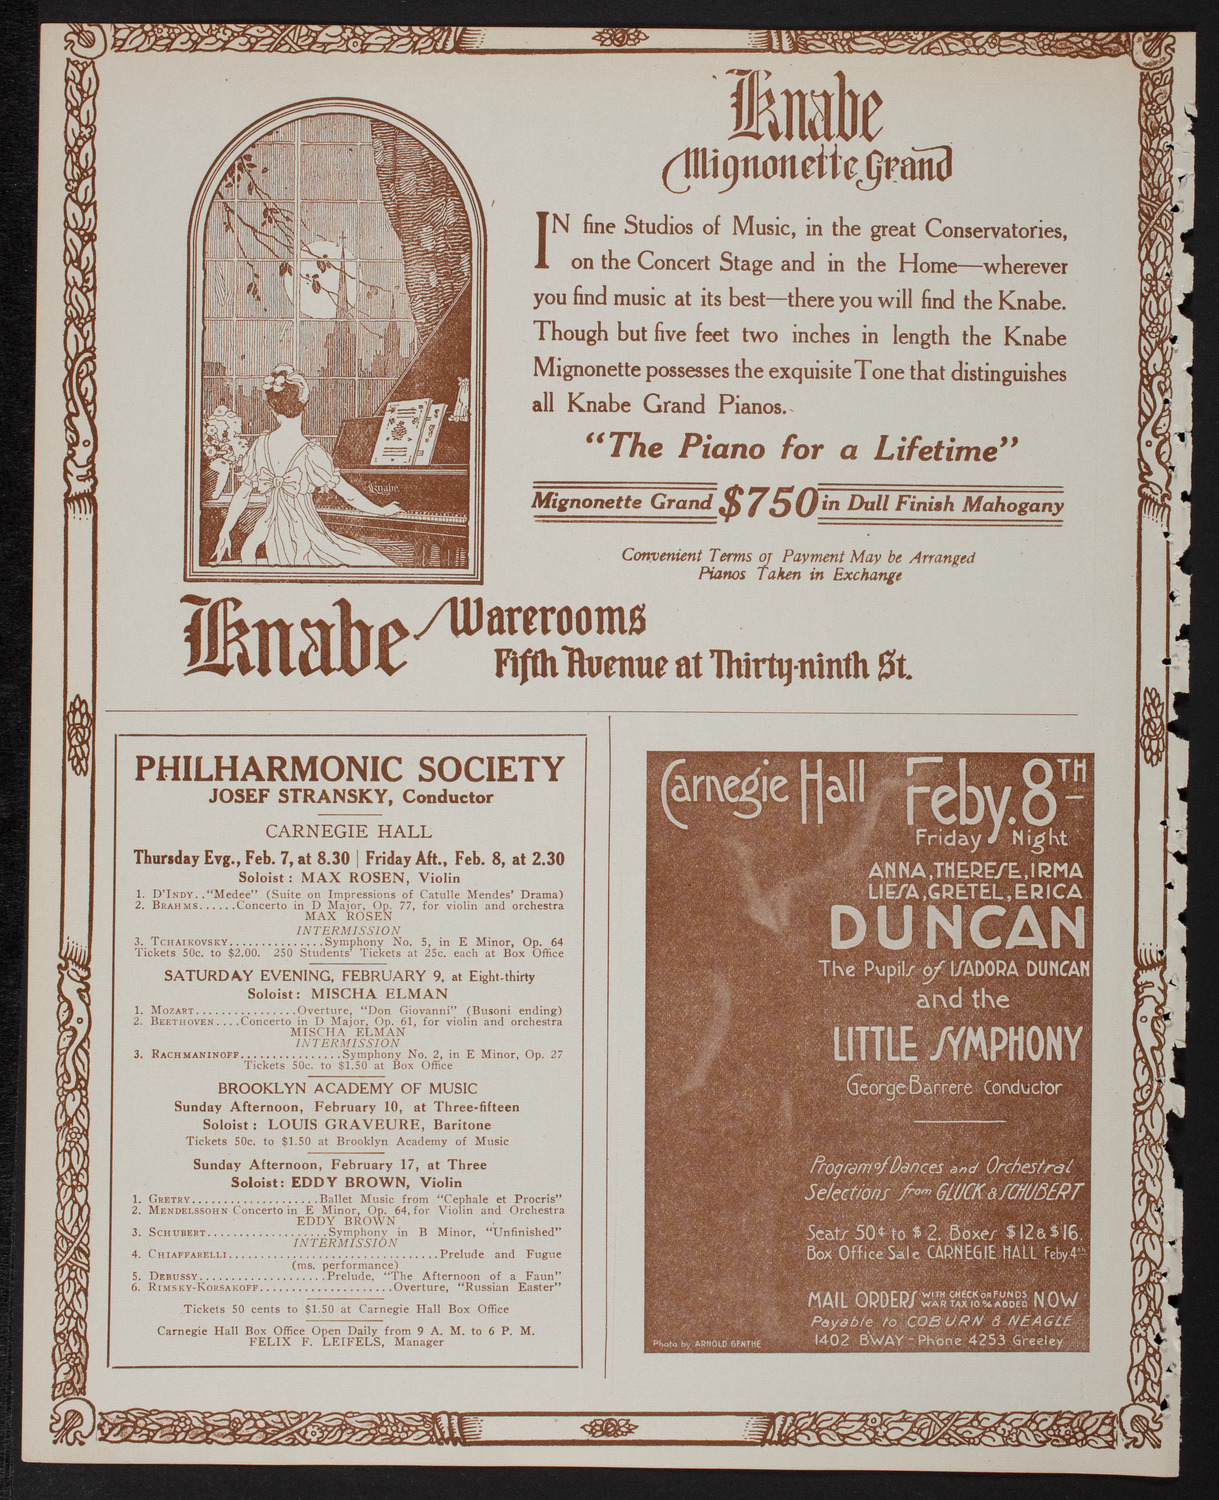 Knabe
Mignonette Grand
IN fine Studios of Music, in the great Conservatories,
on the Concert Stage and in the Home—wherever
you find music at its best—there you will find the Knabe.
Though but five feet two inches in length the Knabe
Mignonette possesses the exquisite Tone that distinguishes
all Knabe Grand Pianos.
"The Piano for a Lifetime"
Mignonette Grand $750 in Dull Finish Mahogany
Convenient Terms of Payment May be Arranged
Pianos Taken in Exchange
Knabe
Knabe Warerooms
Fifth Avenue at Thirty-ninth St.
PHILHARMONIC SOCIETY
JOSEF STRANSKY, Conductor
CARNEGIE HALL
Thursday Evg., Feb. 7, at 8.30 | Friday Aft., Feb. 8, at 2.30
Soloist: MAX ROSEN, Violin
1. D'INDY.."Medee" (Suite on Impressions of Catulle Mendes' Drama)
2. BRAHMS......Concerto in D Major, Op. 77, for violin and orchestra
MAX ROSEN
INTERMISSION
3. TCHAIKOVSKY...............Symphony No. 5, in E Minor, Op. 64
Tickets 50c. to $2.00. 250 Students' Tickets at 25c. each at Box Office
SATURDAY EVENING, FEBRUARY 9, at Eight-thirty
Soloist: MISCHA ELMAN
1. MOZART................Overture, "Don Giovanni" (Busoni ending)
2. BEETHOVEN....Concerto in D Major, Op. 61, for violin and orchestra
MISCHA ELMAN
INTERMISSION
3. RACHMANINOFF................Symphony No. 2, in E Minor, Op. 27
Tickets 50c. to $1.50 at Box Office
BROOKLYN ACADEMY OF MUSIC
Sunday Afternoon, February 10, at Three-fifteen
Soloist: LOUIS GRAVEURE, Baritone
Tickets 50c. to $1.50 at Brooklyn Academy of Music
Sunday Afternoon, February 17, at Three
Soloist: EDDY BROWN, Violin
1. GRETRY...................Ballet Music from "Cephale et Procris"
2. MENDELSSOHN Concerto in E Minor, Op. 64, for Violin and Orchestra
EDDY BROWN
3. SCHUBERT...................Symphony in B Minor, "Unfinished"
INTERMISSION
4. CHIAFFARELLI................................Prelude and Fugue
(ms. performance)
5. DEBUSSY...................Prelude, "The Afternoon of a Faun"
6. RIMSKY-KORSAKOFF....................Overture, "Russian Easter"
Tickets 50 cents to $1.50 at Carnegie Hall Box Office
Carnegie Hall Box Office Open Daily from 9 A. M. to 6 P. M.
FELIX F. LEIFELS, Manager
Carnegie Hall Feby. 8TH
Friday Night
ANNA, THERESE, IRMA
LIESA, GRETEL, ERICA
DUNCAN
The Pupils of ISADORA DUNCAN
and the
LITTLE SYMPHONY
George Barrere Conductor
Program of Dances and Orchestral
Selections from GLUCK & SCHUBERT
Seats 50¢ to $2. Boxes $12 & $16.
Box Office Sale CARNEGIE HALL Feby. 4th
MAIL ORDERS WITH CHECK OR FUNDS WAR TAX 10% ADDED NOW
Payable to COBURN & NEAGLE
1402 B'WAY - Phone, 4253 Greeley
Photo by ARNOLD GENTHE